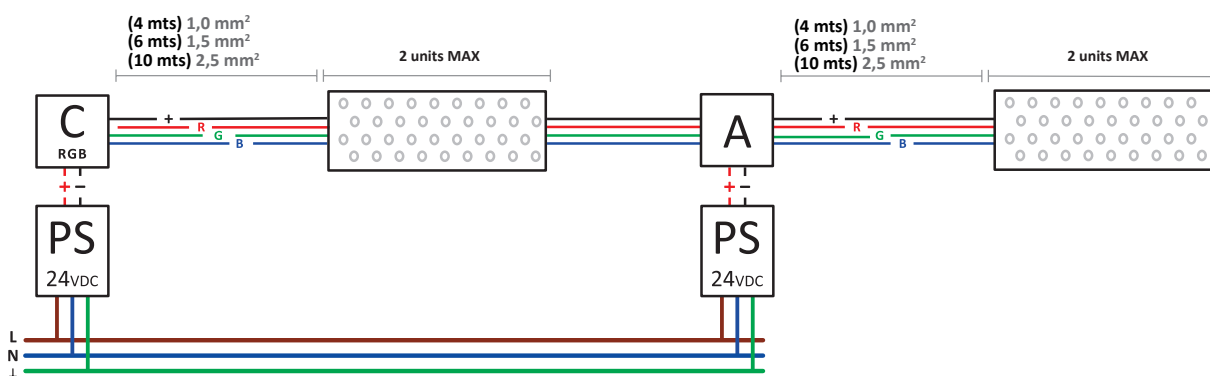 (4 mts) 1,0 mm²
(6 mts) 1,5 mm²
(10 mts) 2,5 mm²
2 units MAX
(4 mts) 1,0 mm²
(6 mts) 1,5 mm²
(10 mts) 2,5 mm²
2 units MAX
C
RGB
+
R
G
B
A
+
R
G
B
+ −
+ −
PS
24VDC
PS
24VDC
L
N